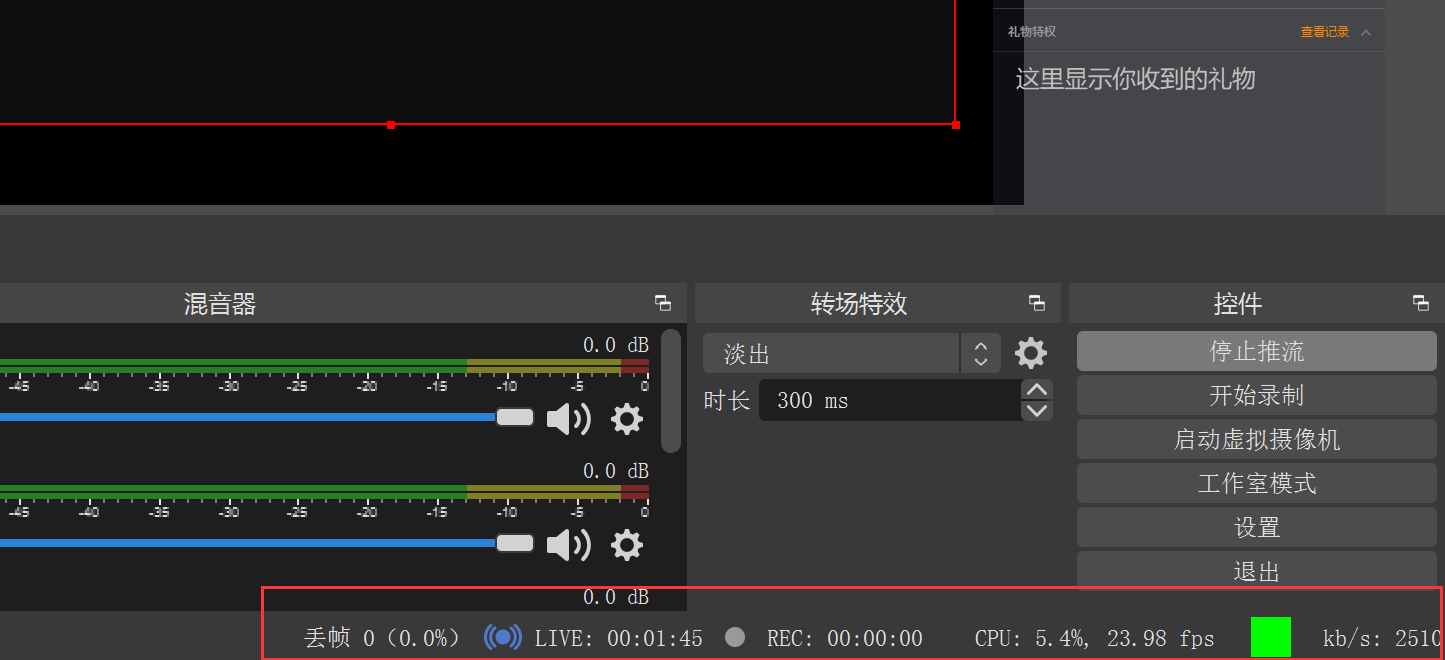 礼物特权 查看记录
这里显示你收到的礼物
混音器 转场特效 控件
0.0 dB
-45 -40 -35 -30 -25 -20 -15 -10 -5 0
淡出
时长 300 ms
停止推流
开始录制
启动虚拟摄像机
工作室模式
设置
退出
0.0 dB
-45 -40 -35 -30 -25 -20 -15 -10 -5 0
0.0 dB
丢帧 0 (0.0%) LIVE: 00:01:45 REC: 00:00:00 CPU: 5.4%, 23.98 fps kb/s: 2510